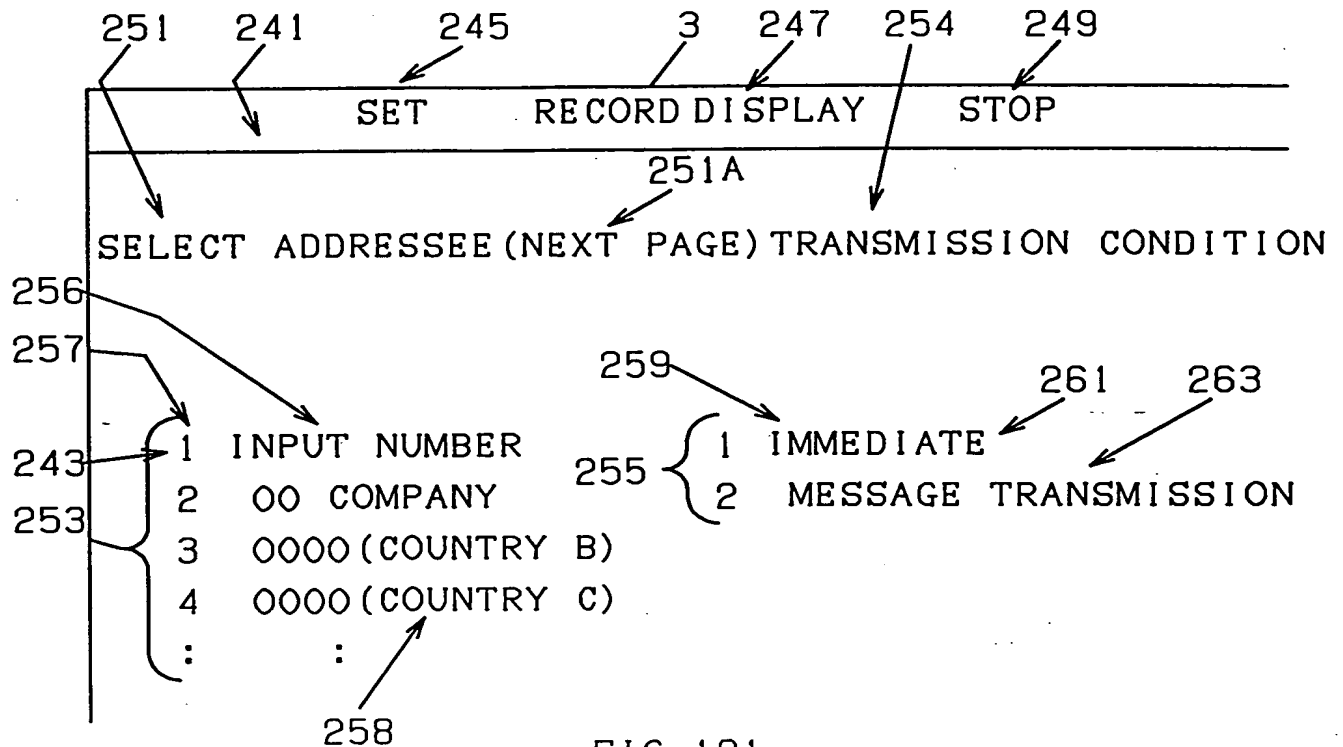 251 241 245 3 247 254 249
SET RECORD DISPLAY STOP
251A
SELECT ADDRESSEE (NEXT PAGE) TRANSMISSION CONDITION
256
257 259 261 263
1 INPUT NUMBER 1 IMMEDIATE
243 255
2 OO COMPANY 2 MESSAGE TRANSMISSION
253
3 OOOO (COUNTRY B)
4 OOOO (COUNTRY C)
: :
258